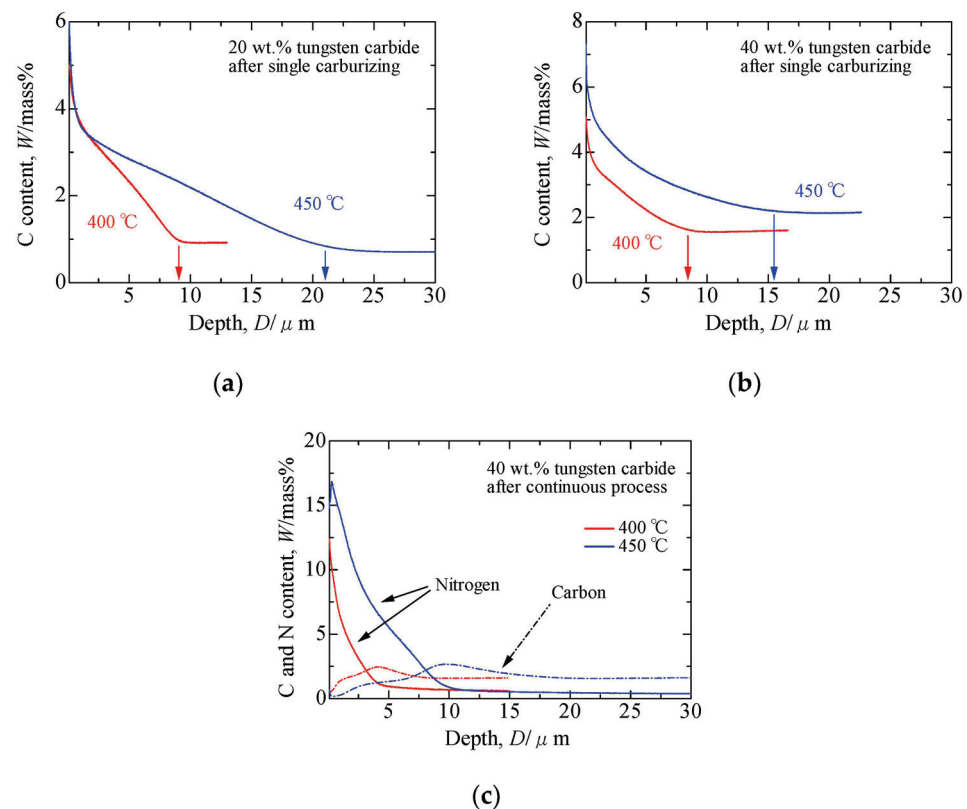 6
4
2
0
C content, W/mass%
20 wt.% tungsten carbide
after single carburizing
400 ℃
450 ℃
5 10 15 20 25 30
Depth, D/ μ m
(a)
8
6
4
2
0
C content, W/mass%
40 wt.% tungsten carbide
after single carburizing
450 ℃
400 ℃
5 10 15 20 25 30
Depth, D/ μ m
(b)
20
15
10
5
0
C and N content, W/mass%
40 wt.% tungsten carbide
after continuous process
400 ℃
450 ℃
Nitrogen
Carbon
5 10 15 20 25 30
Depth, D/ μ m
(c)